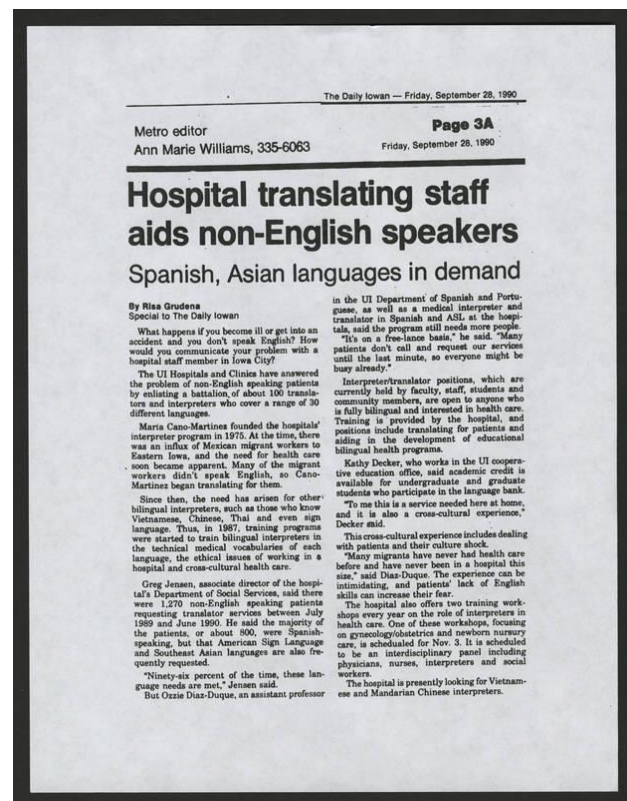 The Daily Iowan — Friday, September 28, 1990
Metro editor
Ann Marie Williams, 335-6063
Page 3A
Friday, September 28, 1990
Hospital translating staff
aids non-English speakers
Spanish, Asian languages in demand
By Risa Grudena
Special to The Daily Iowan
What happens if you become ill or get into an
accident and you don't speak English? How
would you communicate your problem with a
hospital staff member in Iowa City?
The UI Hospitals and Clinics have answered
the problem of non-English speaking patients
by enlisting a battalion of about 100 transla-
tors and interpreters who cover a range of 30
different languages.
Maria Cano-Martinez founded the hospitals'
interpreter program in 1975. At the time, there
was an influx of Mexican migrant workers to
Eastern Iowa, and the need for health care
soon became apparent. Many of the migrant
workers didn't speak English, so Cano-
Martinez began translating for them.
Since then, the need has arisen for other
bilingual interpreters, such as those who know
Vietnamese, Chinese, Thai and even sign
language. Thus, in 1987, training programs
were started to train bilingual interpreters in
the technical medical vocabularies of each
language, the ethical issues of working in a
hospital and cross-cultural health care.
Greg Jensen, associate director of the hospi-
tal's Department of Social Services, said there
were 1,270 non-English speaking patients
requesting translator services between July
1989 and June 1990. He said the majority of
the patients, or about 800, were Spanish-
speaking, but that American Sign Language
and Southeast Asian languages are also fre-
quently requested.
"Ninety-six percent of the time, these lan-
guage needs are met," Jensen said.
But Ozzie Diaz-Duque, an assistant professor
in the UI Department of Spanish and Portu-
guese, as well as a medical interpreter and
translator in Spanish and ASL at the hospi-
tals, said the program still needs more people.
"It's on a free-lance basis," he said. "Many
patients don't call and request our services
until the last minute, so everyone might be
busy already."
Interpreter/translator positions, which are
currently held by faculty, staff, students and
community members, are open to anyone who
is fully bilingual and interested in health care.
Training is provided by the hospital, and
positions include translating for patients and
aiding in the development of educational
bilingual health programs.
Kathy Decker, who works in the UI coopera-
tive education office, said academic credit is
available for undergraduate and graduate
students who participate in the language bank.
"To me this is a service needed here at home,
and it is also a cross-cultural experience,"
Decker said.
This cross-cultural experience includes dealing
with patients and their culture shock.
"Many migrants have never had health care
before and have never been in a hospital this
size," said Diaz-Duque. The experience can be
intimidating, and patients' lack of English
skills can increase their fear.
The hospital also offers two training work-
shops every year on the role of interpreters in
health care. One of these workshops, focusing
on gynecology/obstetrics and newborn nursury
care, is schedualed for Nov. 3. It is scheduled
to be an interdisciplinary panel including
physicians, nurses, interpreters and social
workers.
The hospital is presently looking for Vietnam-
ese and Mandarian Chinese interpreters.